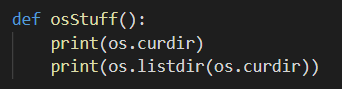 def osStuff():
    print(os.curdir)
    print(os.listdir(os.curdir))